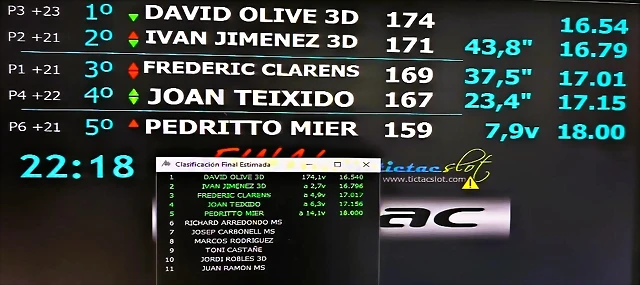 P3 +23 1º DAVID OLIVE 3D 174 16.54
P2 +21 2º IVAN JIMENEZ 3D 171 43,8" 16.79
P1 +21 3º FREDERIC CLARENS 169 37,5" 17.01
P4 +22 4º JOAN TEIXIDO 167 23,4" 17.15
P6 +21 5º PEDRITTO MIER 159 7,9v 18.00
22:18
tictacslot
www.tictacslot.com
ac
Clasificación Final Estimada
1 DAVID OLIVE 3D 174,1v 16.540
2 IVAN JIMENEZ 3D a 2,7v 16.796
3 FREDERIC CLARENS a 4,9v 17.017
4 JOAN TEIXIDO a 6,3v 17.156
5 PEDRITTO MIER a 14,1v 18.000
6 RICHARD ARREDONDO MS
7 JOSEP CARBONELL MS
8 MARCOS RODRIGUEZ
9 TONI CASTAÑE
10 JORDI ROBLES 3D
11 JUAN RAMON MS